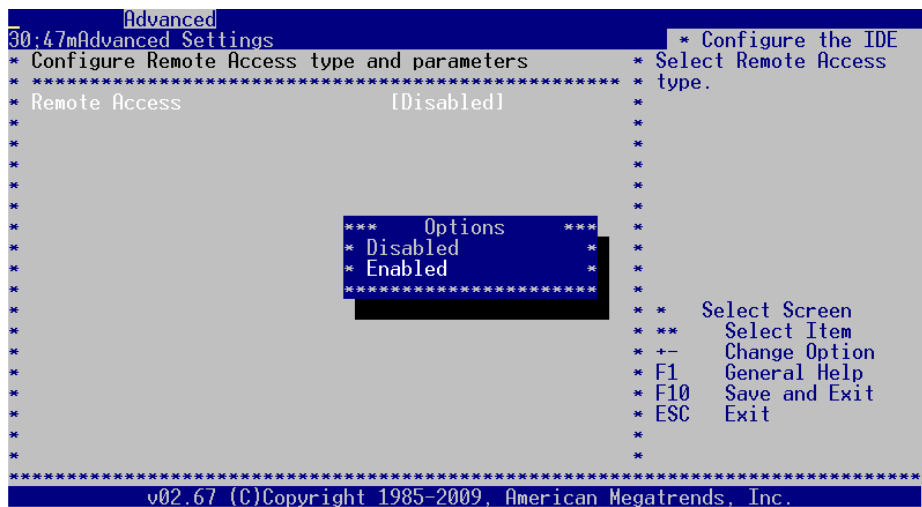 Advanced
30;47mAdvanced Settings * Configure the IDE
* Configure Remote Access type and parameters * Select Remote Access
* *************************************************** * type.
* Remote Access [Disabled] *
* *
* *
* *
* *
* *
* *** Options *** *
* * Disabled * *
* * Enabled * *
* ********************** *
* * * Select Screen
* * ** Select Item
* * +- Change Option
* * F1 General Help
* * F10 Save and Exit
* * ESC Exit
* *
* *
*******************************************************************************
v02.67 (C)Copyright 1985-2009, American Megatrends, Inc.